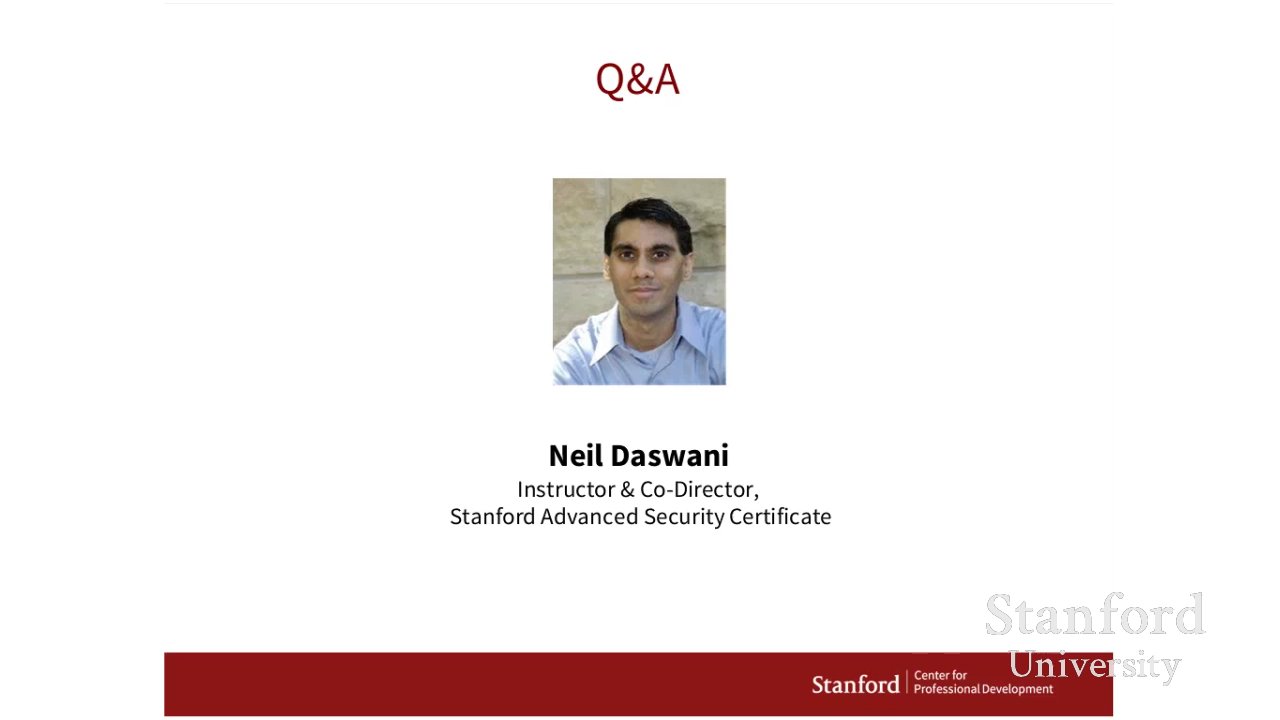 Q&A
Neil Daswani
Instructor & Co-Director,
Stanford Advanced Security Certificate
Stanford
University
Stanford
Center for
Professional Development